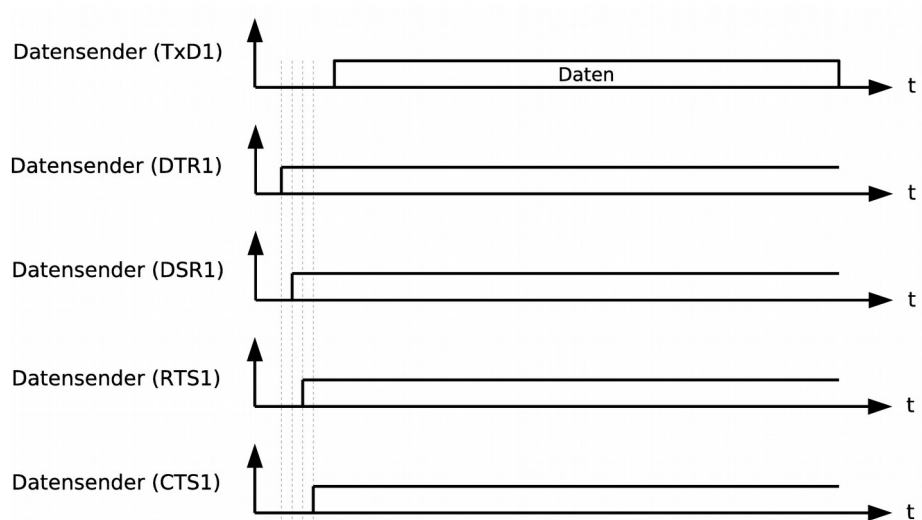 Datensender (TxD1)
Daten
t
Datensender (DTR1)
t
Datensender (DSR1)
t
Datensender (RTS1)
t
Datensender (CTS1)
t